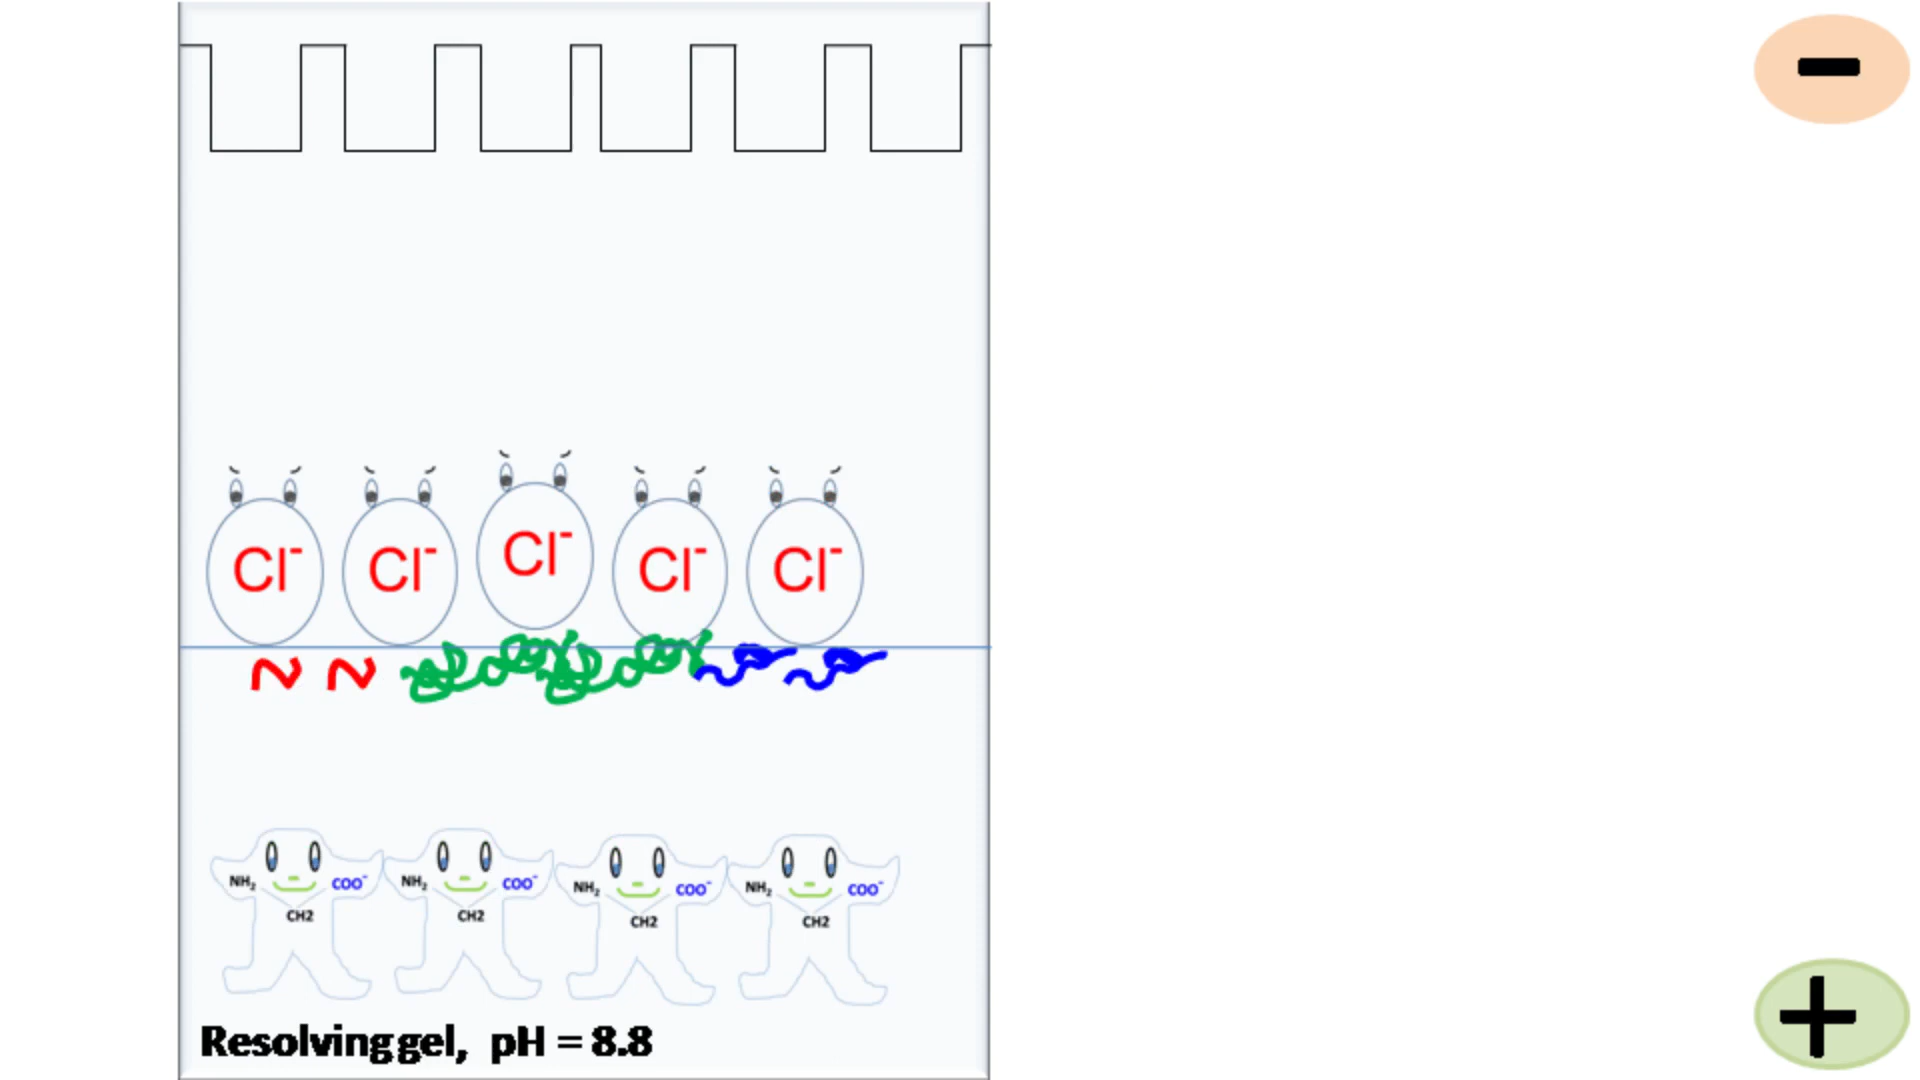 −
Cl⁻ Cl⁻ Cl⁻ Cl⁻ Cl⁻
NH₂ COO⁻ NH₂ COO⁻ NH₂ COO⁻ NH₂ COO⁻
CH2 CH2 CH2 CH2
+
Resolving gel, pH = 8.8